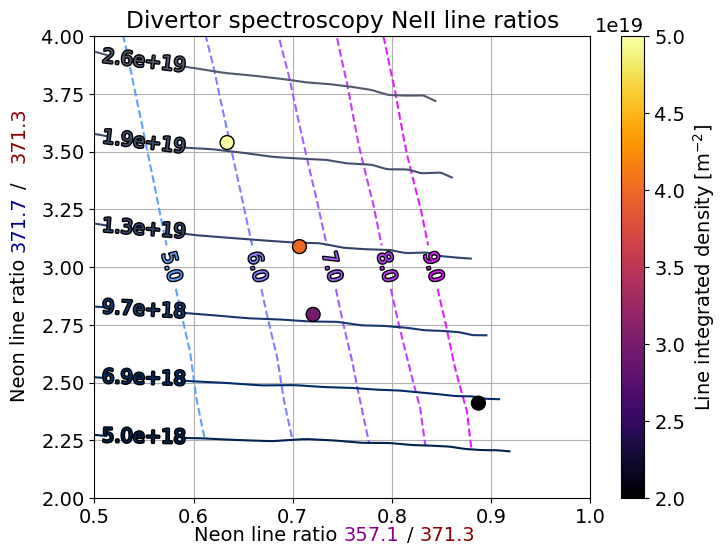 Divertor spectroscopy NeII line ratios
1e19
4.00
3.75
3.50
3.25
3.00
2.75
2.50
2.25
2.00
Neon line ratio 371.7 / 371.3
2.6e+19
1.9e+19
1.3e+19
9.7e+18
6.9e+18
5.0e+18
5.0
6.0
7.0
8.0
9.0
0.5
0.6
0.7
0.8
0.9
1.0
Neon line ratio 357.1 / 371.3
5.0
4.5
4.0
3.5
3.0
2.5
2.0
Line integrated density [m⁻²]